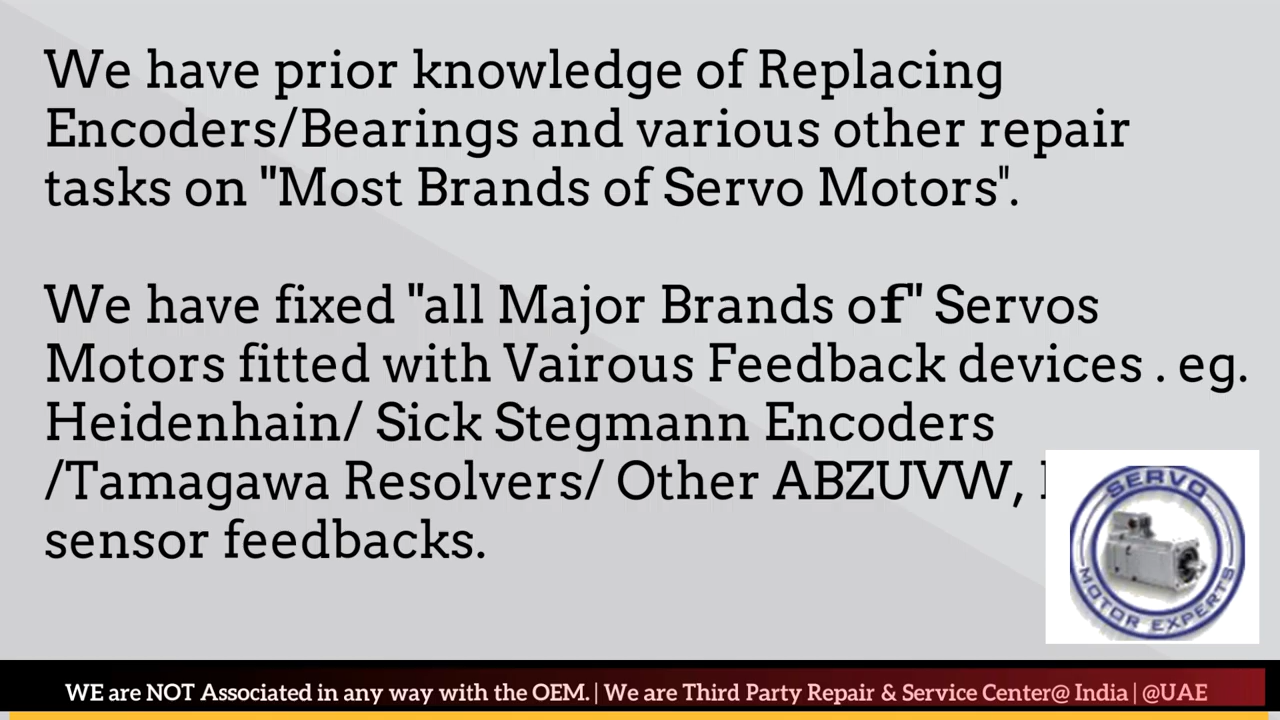 We have prior knowledge of Replacing
Encoders/Bearings and various other repair
tasks on "Most Brands of Servo Motors".
We have fixed "all Major Brands of" Servos
Motors fitted with Vairous Feedback devices . eg.
Heidenhain/ Sick Stegmann Encoders
/Tamagawa Resolvers/ Other ABZUVW,
sensor feedbacks.
SERVO
MOTOR EXPERTS
WE are NOT Associated in any way with the OEM. | We are Third Party Repair & Service Center@ India | @UAE